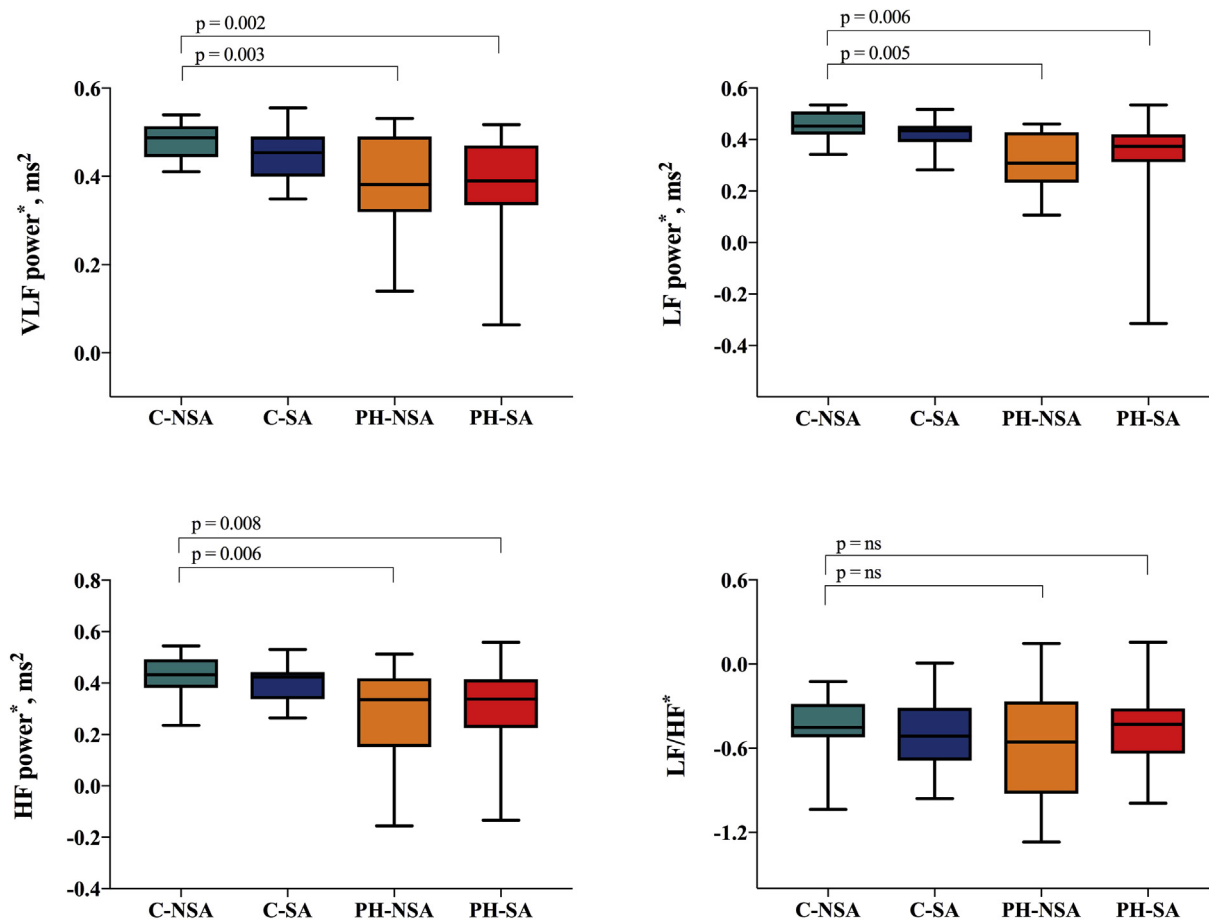 p = 0.002
p = 0.003
VLF power*, ms2
0.6
0.4
0.2
0.0
C-NSA C-SA PH-NSA PH-SA
p = 0.006
p = 0.005
LF power*, ms2
0.6
0.4
0.2
0.0
-0.2
-0.4
C-NSA C-SA PH-NSA PH-SA
p = 0.008
p = 0.006
HF power*, ms2
0.8
0.6
0.4
0.2
0.0
-0.2
-0.4
C-NSA C-SA PH-NSA PH-SA
p = ns
p = ns
LF/HF*
0.6
0.0
-0.6
-1.2
C-NSA C-SA PH-NSA PH-SA